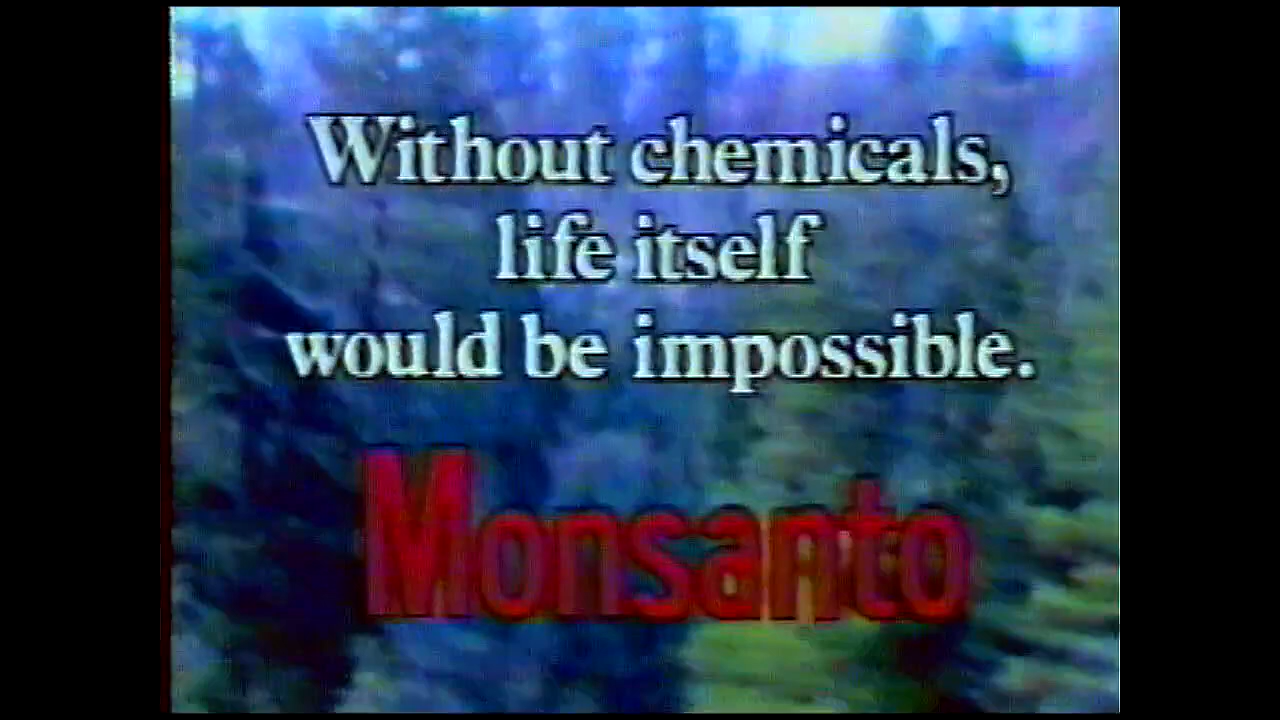 Without chemicals,
life itself
would be impossible.
Monsanto